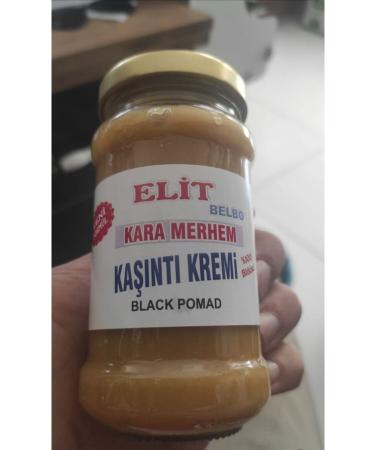 ELİT
BELBO
KARA MERHEM
KAŞINTI KREMİ
BLACK POMAD